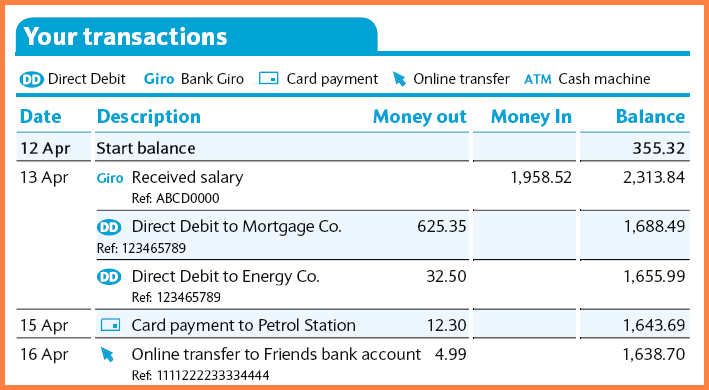 Your transactions
DD Direct Debit Giro Bank Giro Card payment Online transfer ATM Cash machine
Date Description Money out Money In Balance
12 Apr Start balance 355.32
13 Apr Giro Received salary 1,958.52 2,313.84
Ref: ABCD0000
DD Direct Debit to Mortgage Co. 625.35 1,688.49
Ref: 123465789
DD Direct Debit to Energy Co. 32.50 1,655.99
Ref: 123465789
15 Apr Card payment to Petrol Station 12.30 1,643.69
16 Apr Online transfer to Friends bank account 4.99 1,638.70
Ref: 1111222233334444